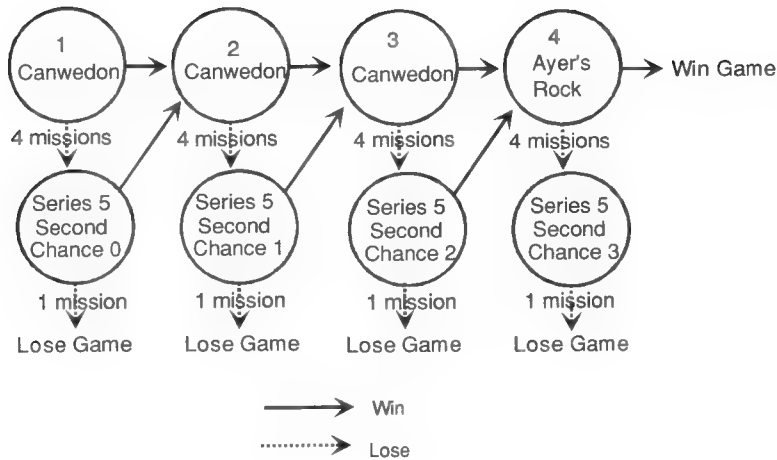 1
Canwedon
2
Canwedon
3
Canwedon
4
Ayer's
Rock
Win Game
4 missions
4 missions
4 missions
4 missions
Series 5
Second
Chance 0
Series 5
Second
Chance 1
Series 5
Second
Chance 2
Series 5
Second
Chance 3
1 mission
1 mission
1 mission
1 mission
Lose Game
Lose Game
Lose Game
Lose Game
Win
Lose